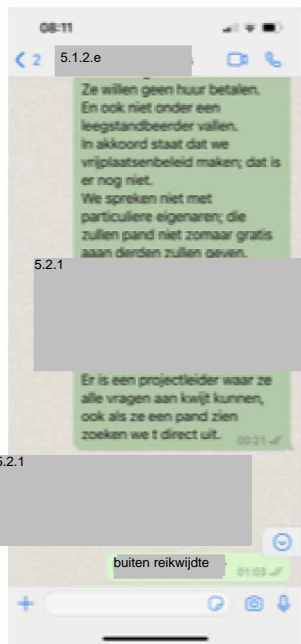 08:11
2
5.1.2.e
Ze willen geen huur betalen.
En ook niet onder een
leegstandbeerder vallen.
In akkoord staat dat we
vrijplaatsenbeleid maken; dat is
er nog niet.
We spreken niet met
particuliere eigenaren; die
zullen pand niet zomaar gratis
aaan derden zullen geven.
5.2.1
Er is een projectleider waar ze
alle vragen aan kwijt kunnen,
ook als ze een pand zien
zoeken we t direct uit.
00:21
5.2.1
buiten reikwijdte
01:03